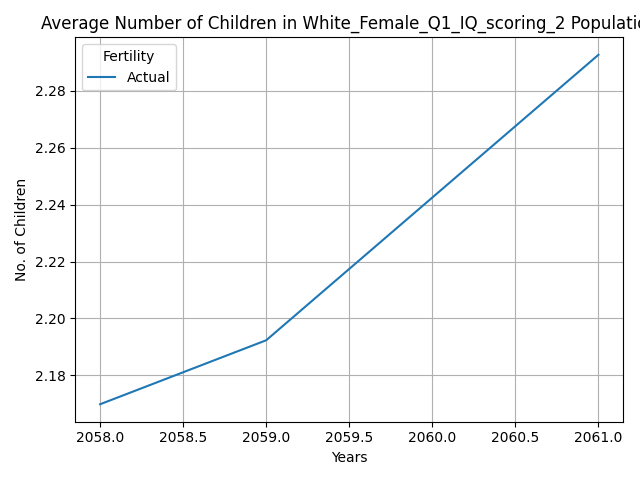 Average Number of Children in White_Female_Q1_IQ_scoring_2 Populatio
Fertility
Actual
No. of Children
2.28
2.26
2.24
2.22
2.20
2.18
2058.0 2058.5 2059.0 2059.5 2060.0 2060.5 2061.0
Years